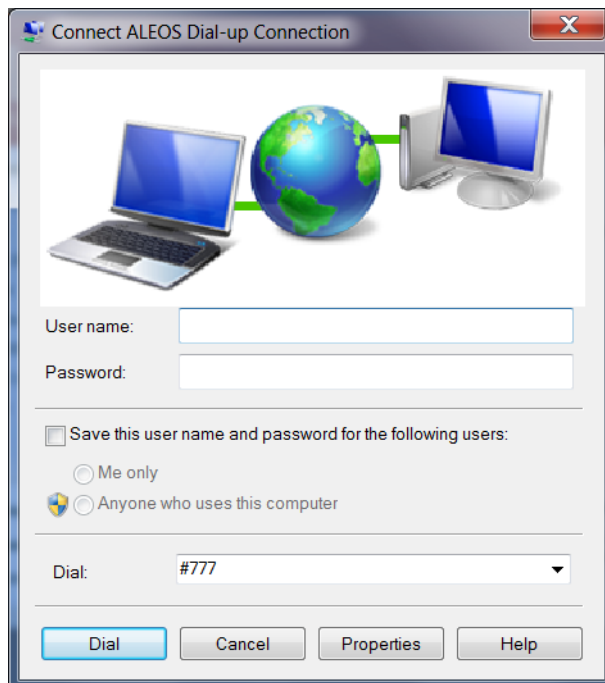 Connect ALEOS Dial-up Connection
User name:
Password:
Save this user name and password for the following users:
Me only
Anyone who uses this computer
Dial: #777
Dial Cancel Properties Help